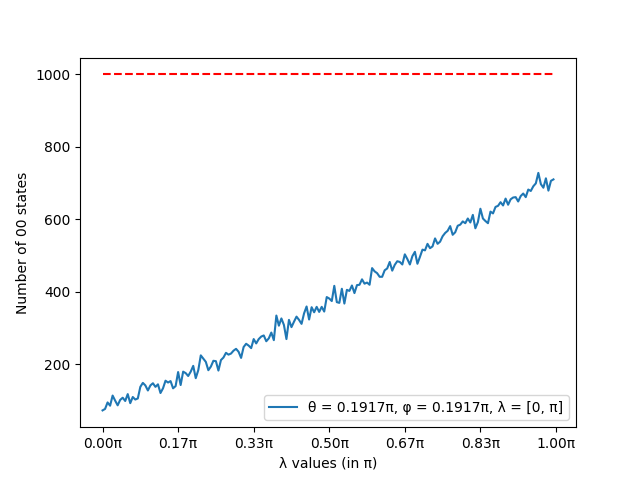 1000
800
600
400
200
Number of 00 states
θ = 0.1917π, φ = 0.1917π, λ = [0, π]
0.00π 0.17π 0.33π 0.50π 0.67π 0.83π 1.00π
λ values (in π)